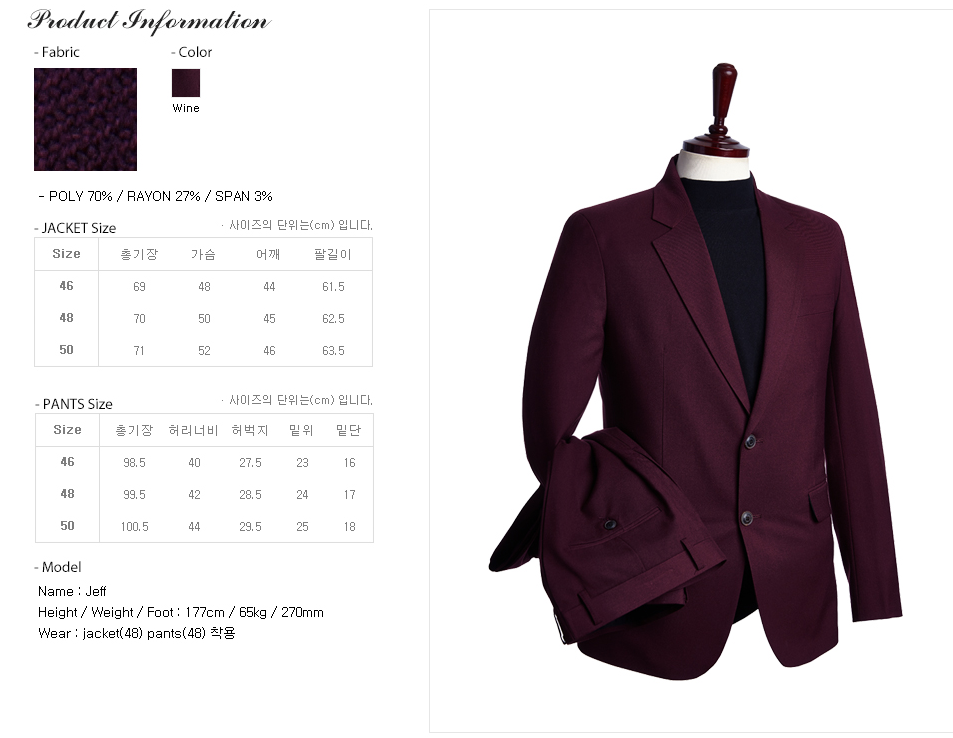 Product Information
- Fabric
- Color
Wine
- POLY 70% / RAYON 27% / SPAN 3%
- JACKET Size
· 사이즈의 단위는(cm) 입니다.
Size 총기장 가슴 어깨 팔길이
46 69 48 44 61.5
48 70 50 45 62.5
50 71 52 46 63.5
- PANTS Size
· 사이즈의 단위는(cm) 입니다.
Size 총기장 허리너비 허벅지 밑위 밑단
46 98.5 40 27.5 23 16
48 99.5 42 28.5 24 17
50 100.5 44 29.5 25 18
- Model
Name : Jeff
Height / Weight / Foot : 177cm / 65kg / 270mm
Wear : jacket(48) pants(48) 착용